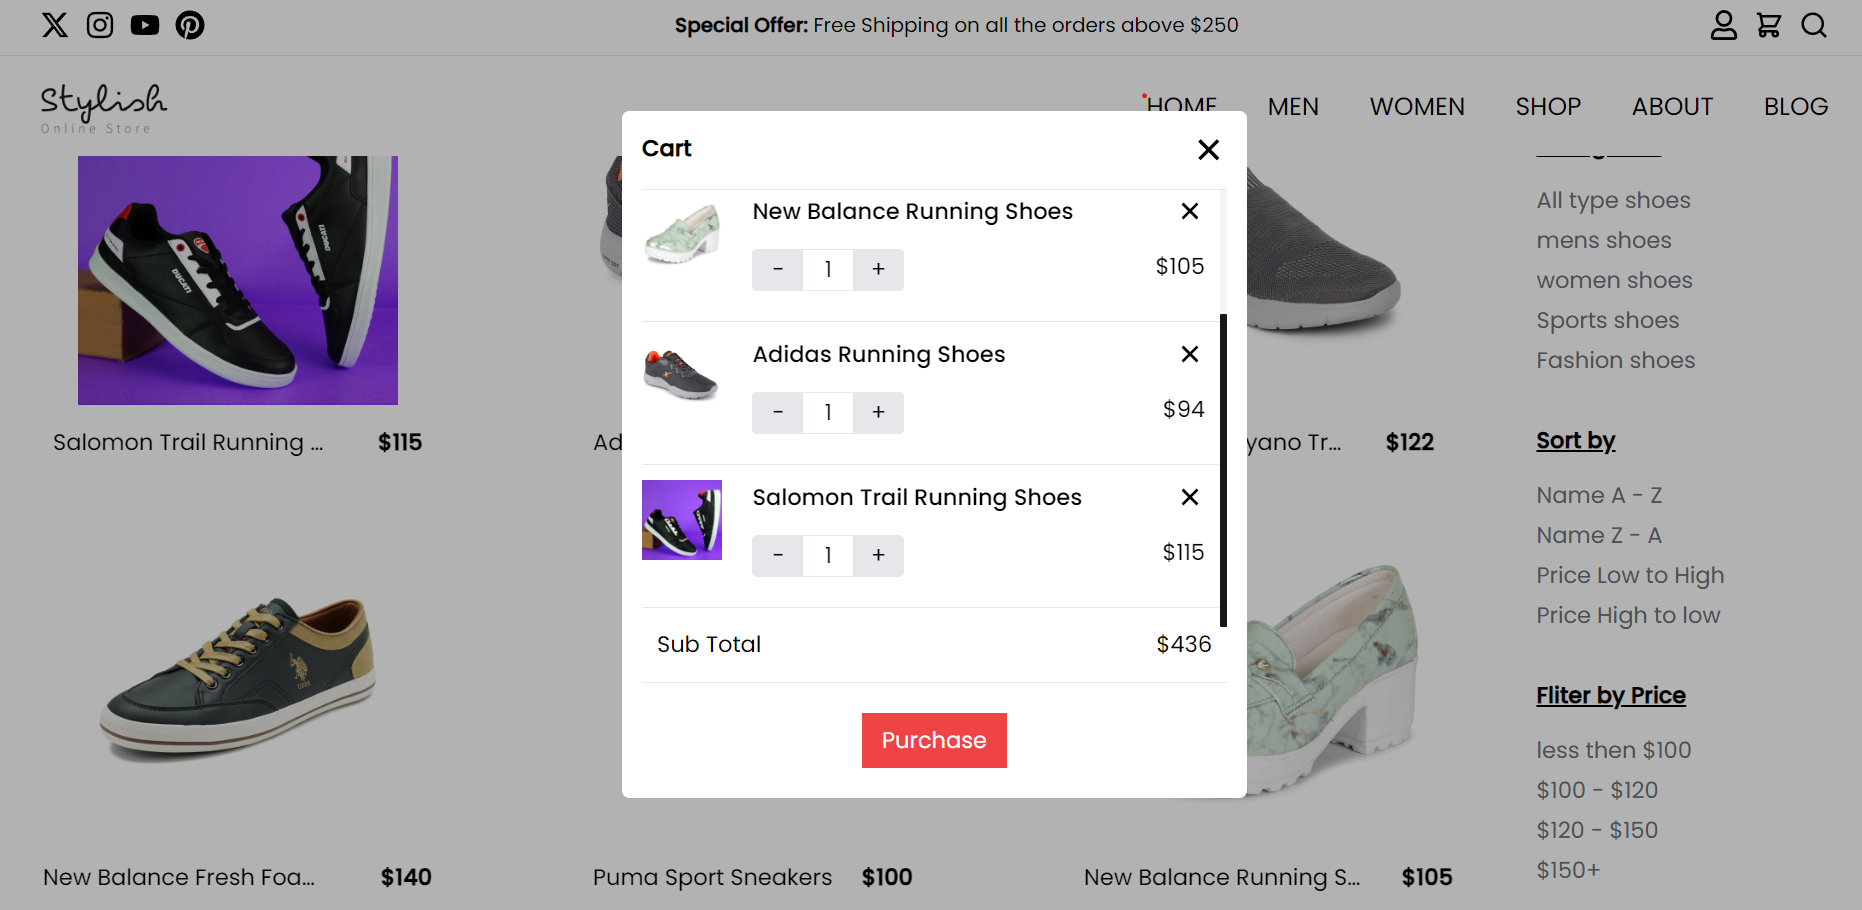 Special Offer: Free Shipping on all the orders above $250
Stylish
Online Store
HOME MEN WOMEN SHOP ABOUT BLOG
Cart
New Balance Running Shoes
- 1 + $105
Adidas Running Shoes
- 1 + $94
Salomon Trail Running Shoes
- 1 + $115
Sub Total $436
Purchase
DUCATI
DUCATI
Salomon Trail Running ... $115
Ad
yano Tr... $122
New Balance Fresh Foa... $140
Puma Sport Sneakers $100
New Balance Running S... $105
All type shoes
mens shoes
women shoes
Sports shoes
Fashion shoes
Sort by
Name A - Z
Name Z - A
Price Low to High
Price High to low
Fliter by Price
less then $100
$100 - $120
$120 - $150
$150+